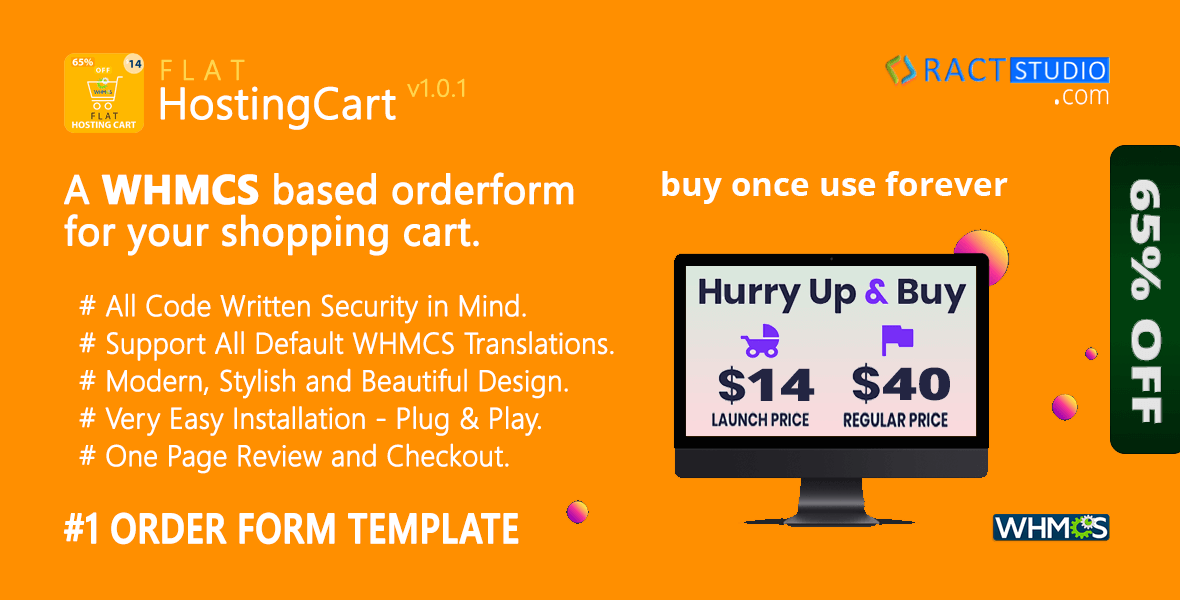 65%
OFF
14
WHMCS
FLAT
HOSTING CART
FLAT
HostingCart v1.0.1
RACT STUDIO
.com
A WHMCS based orderform
for your shopping cart.
buy once use forever
# All Code Written Security in Mind.
# Support All Default WHMCS Translations.
# Modern, Stylish and Beautiful Design.
# Very Easy Installation - Plug & Play.
# One Page Review and Checkout.
Hurry Up & Buy
$14 $40
LAUNCH PRICE REGULAR PRICE
65% OFF
#1 ORDER FORM TEMPLATE
WHMCS